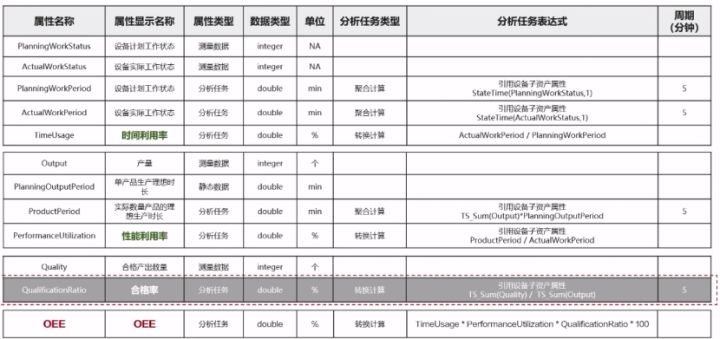 属性名称 属性显示名称 属性类型 数据类型 单位 分析任务类型 分析任务表达式 周期
(分钟)
PlanningWorkStatus 设备计划工作状态 测量数据 integer NA
ActualWorkStatus 设备实际工作状态 测量数据 integer NA
PlanningWorkPeriod 设备计划工作状态 分析任务 double min 聚合计算 引用设备子资产属性 5
StateTime(PlanningWorkStatus,1)
ActualWorkPeriod 设备实际工作状态 分析任务 double min 聚合计算 引用设备子资产属性 5
StateTime(ActualWorkStatus,1)
TimeUsage 时间利用率 分析任务 double % 转换计算 ActualWorkPeriod / PlanningWorkPeriod
Output 产量 测量数据 integer 个
PlanningOutputPeriod 单产品生产理想时 静态数据 double min
长
ProductPeriod 实际数量产品的理 分析任务 double min 聚合计算 引用设备子资产属性 5
想生产时长 TS_Sum(Output)*PlanningOutputPeriod
PerformanceUtilization 性能利用率 分析任务 double % 转换计算 引用设备子资产属性
ProductPeriod / ActualWorkPeriod
Quality 合格产出数量 测量数据 integer 个
QualificationRatio 合格率 分析任务 double % 转换计算 引用设备子资产属性 5
TS_Sum(Quality) / TS_Sum(Output)
OEE OEE 分析任务 double % 转换计算 TimeUsage * PerformanceUtilization * QualificationRatio * 100